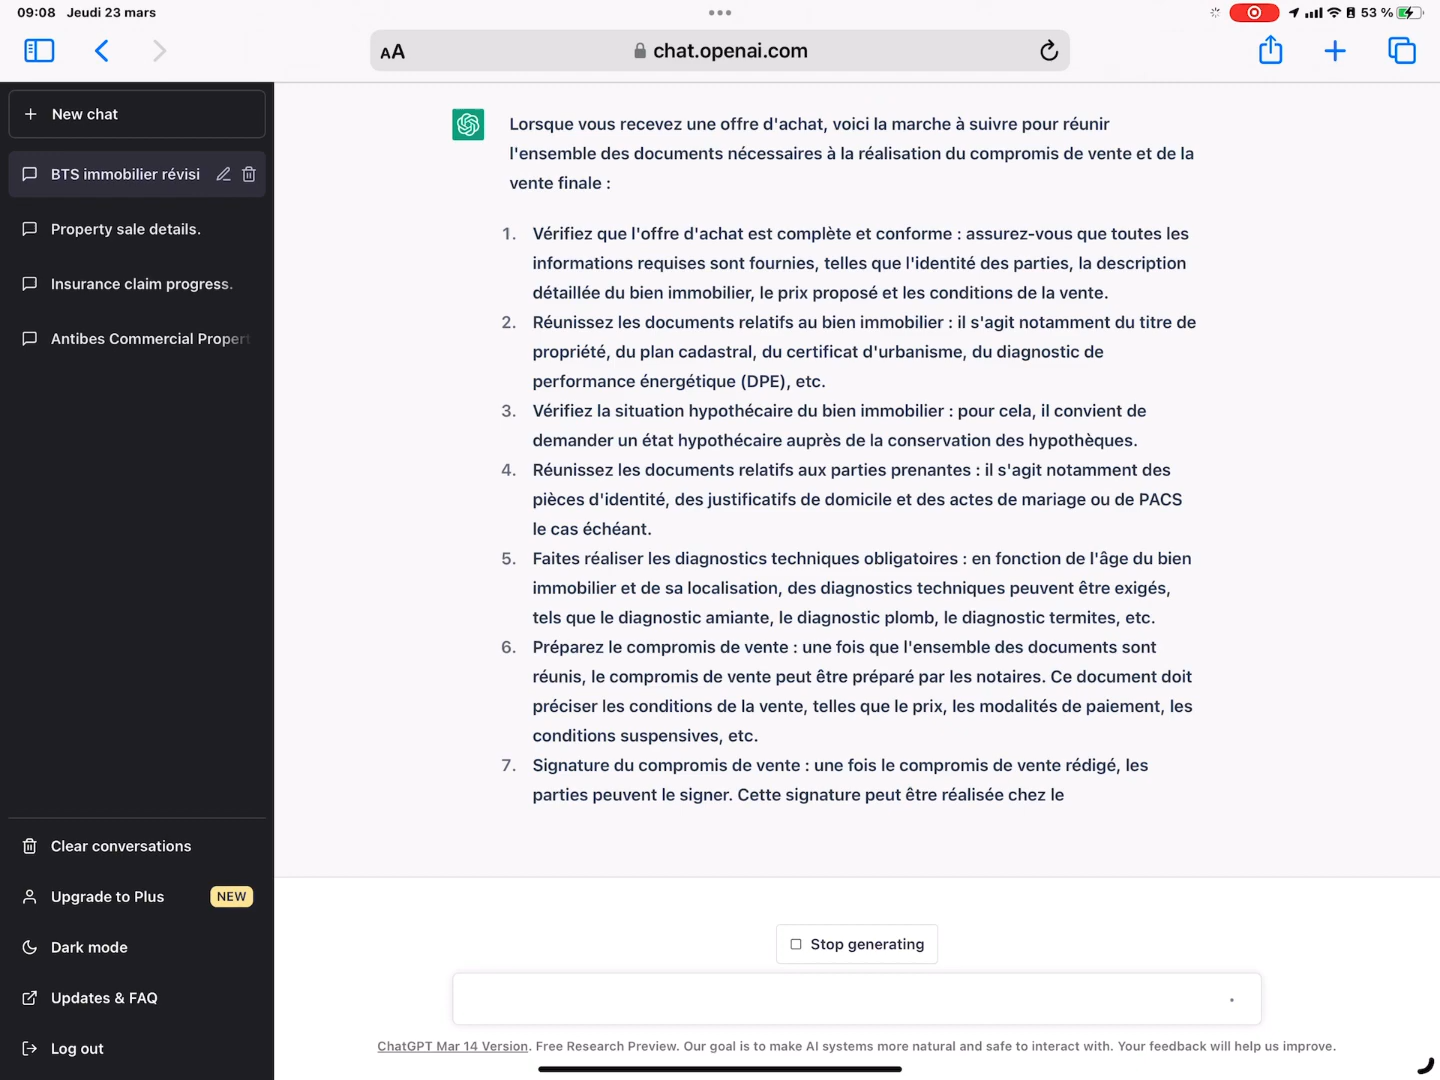 09:08 Jeudi 23 mars
53 %
AA
chat.openai.com
New chat
BTS immobilier révisi
Property sale details.
Insurance claim progress.
Antibes Commercial Propert
Clear conversations
Upgrade to Plus NEW
Dark mode
Updates & FAQ
Log out
Lorsque vous recevez une offre d'achat, voici la marche à suivre pour réunir
l'ensemble des documents nécessaires à la réalisation du compromis de vente et de la
vente finale :
1. Vérifiez que l'offre d'achat est complète et conforme : assurez-vous que toutes les
informations requises sont fournies, telles que l'identité des parties, la description
détaillée du bien immobilier, le prix proposé et les conditions de la vente.
2. Réunissez les documents relatifs au bien immobilier : il s'agit notamment du titre de
propriété, du plan cadastral, du certificat d'urbanisme, du diagnostic de
performance énergétique (DPE), etc.
3. Vérifiez la situation hypothécaire du bien immobilier : pour cela, il convient de
demander un état hypothécaire auprès de la conservation des hypothèques.
4. Réunissez les documents relatifs aux parties prenantes : il s'agit notamment des
pièces d'identité, des justificatifs de domicile et des actes de mariage ou de PACS
le cas échéant.
5. Faites réaliser les diagnostics techniques obligatoires : en fonction de l'âge du bien
immobilier et de sa localisation, des diagnostics techniques peuvent être exigés,
tels que le diagnostic amiante, le diagnostic plomb, le diagnostic termites, etc.
6. Préparez le compromis de vente : une fois que l'ensemble des documents sont
réunis, le compromis de vente peut être préparé par les notaires. Ce document doit
préciser les conditions de la vente, telles que le prix, les modalités de paiement, les
conditions suspensives, etc.
7. Signature du compromis de vente : une fois le compromis de vente rédigé, les
parties peuvent le signer. Cette signature peut être réalisée chez le
Stop generating
ChatGPT Mar 14 Version. Free Research Preview. Our goal is to make AI systems more natural and safe to interact with. Your feedback will help us improve.